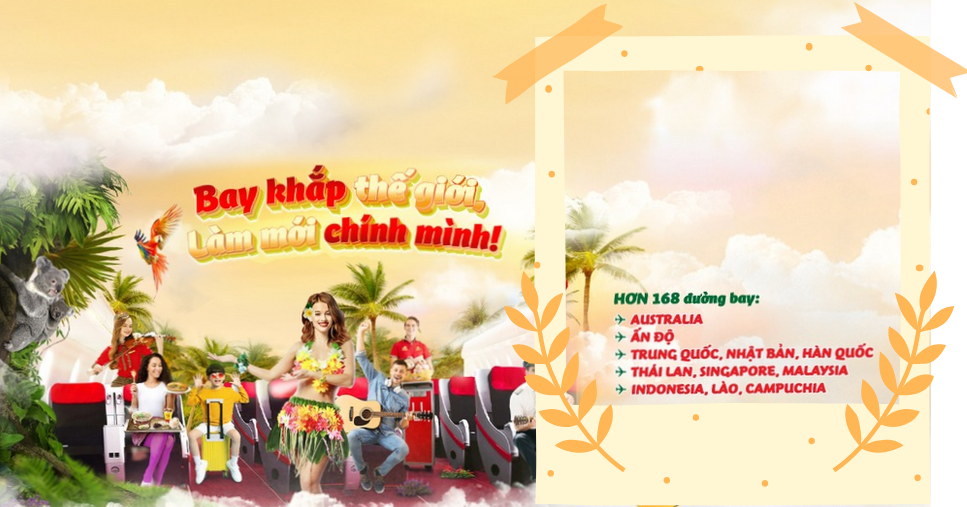 Bay khắp thế giới,
Làm mới chính mình!
HƠN 168 đường bay:
✈ AUSTRALIA
✈ ẤN ĐỘ
✈ TRUNG QUỐC, NHẬT BẢN, HÀN QUỐC
✈ THÁI LAN, SINGAPORE, MALAYSIA
✈ INDONESIA, LÀO, CAMPUCHIA